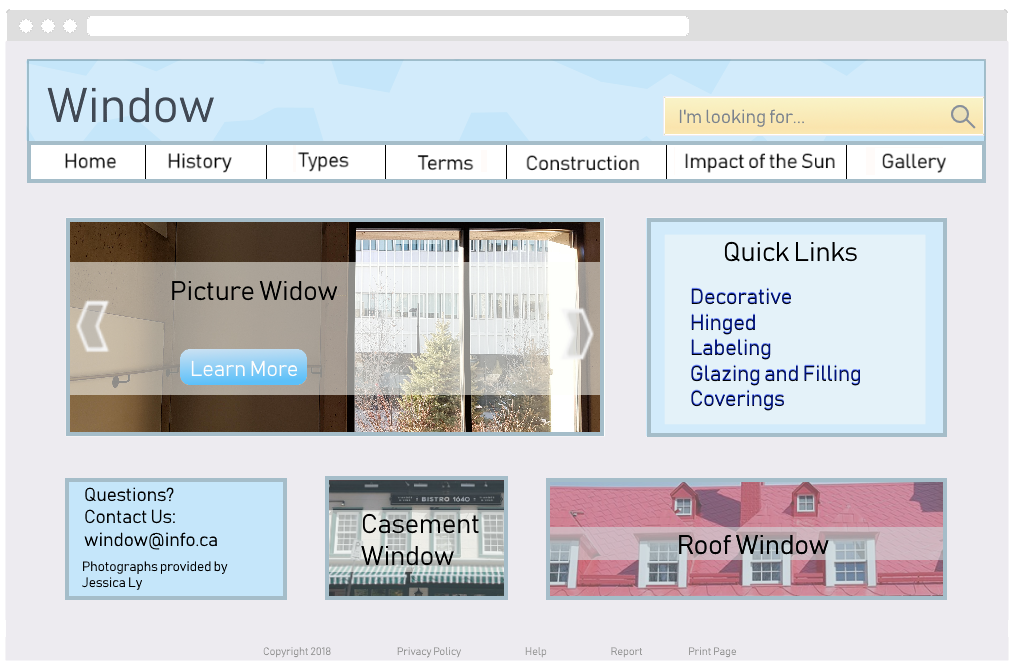 Window
I'm looking for...
Home History Types Terms Construction Impact of the Sun Gallery
Picture Widow
Learn More
Quick Links
Decorative
Hinged
Labeling
Glazing and Filling
Coverings
Questions?
Contact Us:
window@info.ca
Photographs provided by
Jessica Ly
BISTRO 1640
Casement
Window
Roof Window
Copyright 2018 Privacy Policy Help Report Print Page